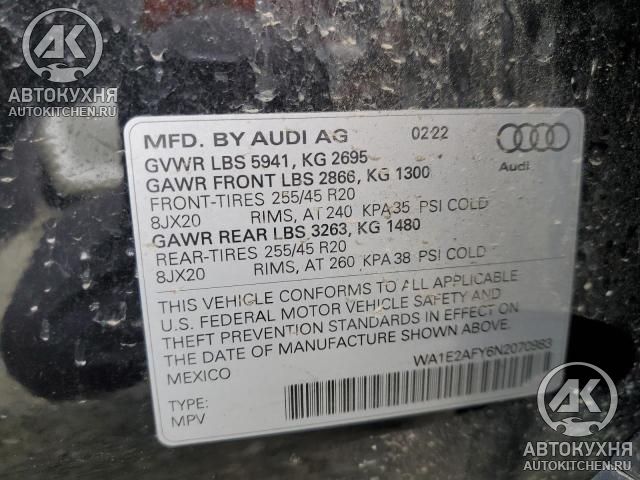 AK
АВТОКУХНЯ
AUTOKITCHEN.RU
MFD. BY AUDI AG 02-22
GVWR LBS 5941, KG 2695
GAWR FRONT LBS 2866, KG 1300
FRONT-TIRES 255/45 R20
8JX20 RIMS, AT 240 KPA35 PSI COLD
GAWR REAR LBS 3263, KG 1480
REAR-TIRES 255/45 R20
8JX20 RIMS, AT 260 KPA 38 PSI COLD
Audi
THIS VEHICLE CONFORMS TO ALL APPLICABLE
U.S. FEDERAL MOTOR VEHICLE SAFETY AND
THEFT PREVENTION STANDARDS IN EFFECT ON
THE DATE OF MANUFACTURE SHOWN ABOVE.
MEXICO WA1E2AFY6N2070983
TYPE:
MPV
AK
АВТОКУХНЯ
AUTOKITCHEN.RU